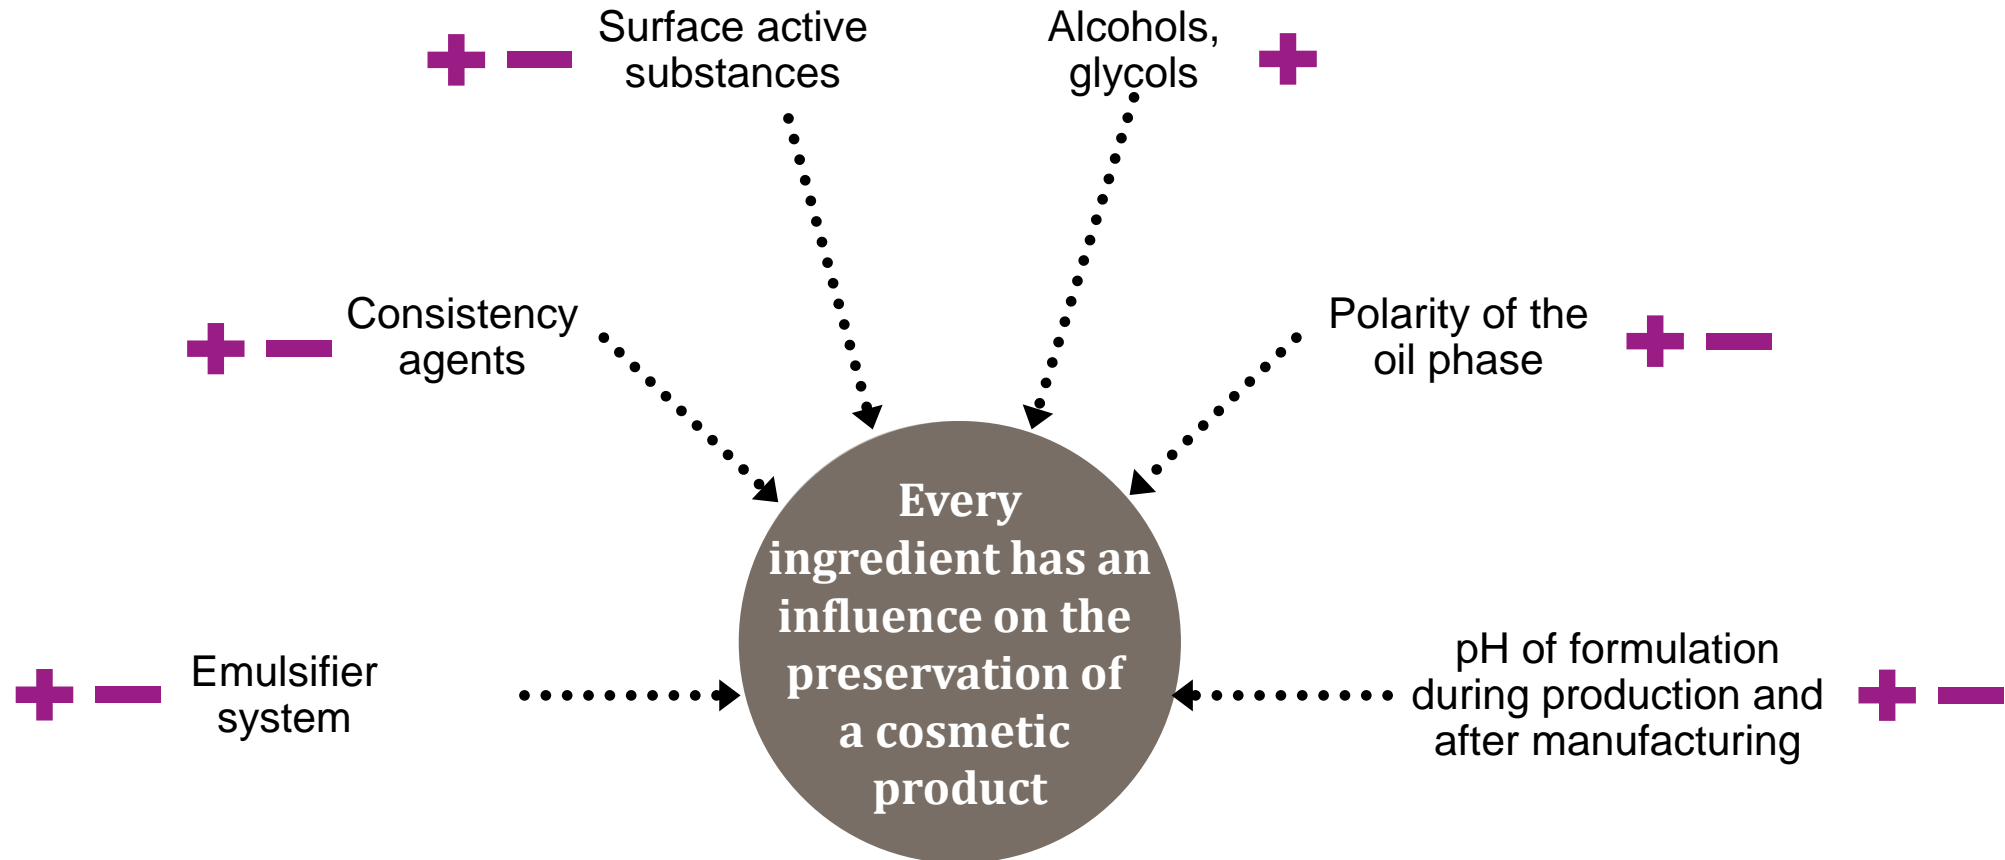 Surface active
substances
Alcohols,
glycols
Consistency
agents
Polarity of the
oil phase
Emulsifier
system
pH of formulation
during production and
after manufacturing
Every
ingredient has an
influence on the
preservation of
a cosmetic
product